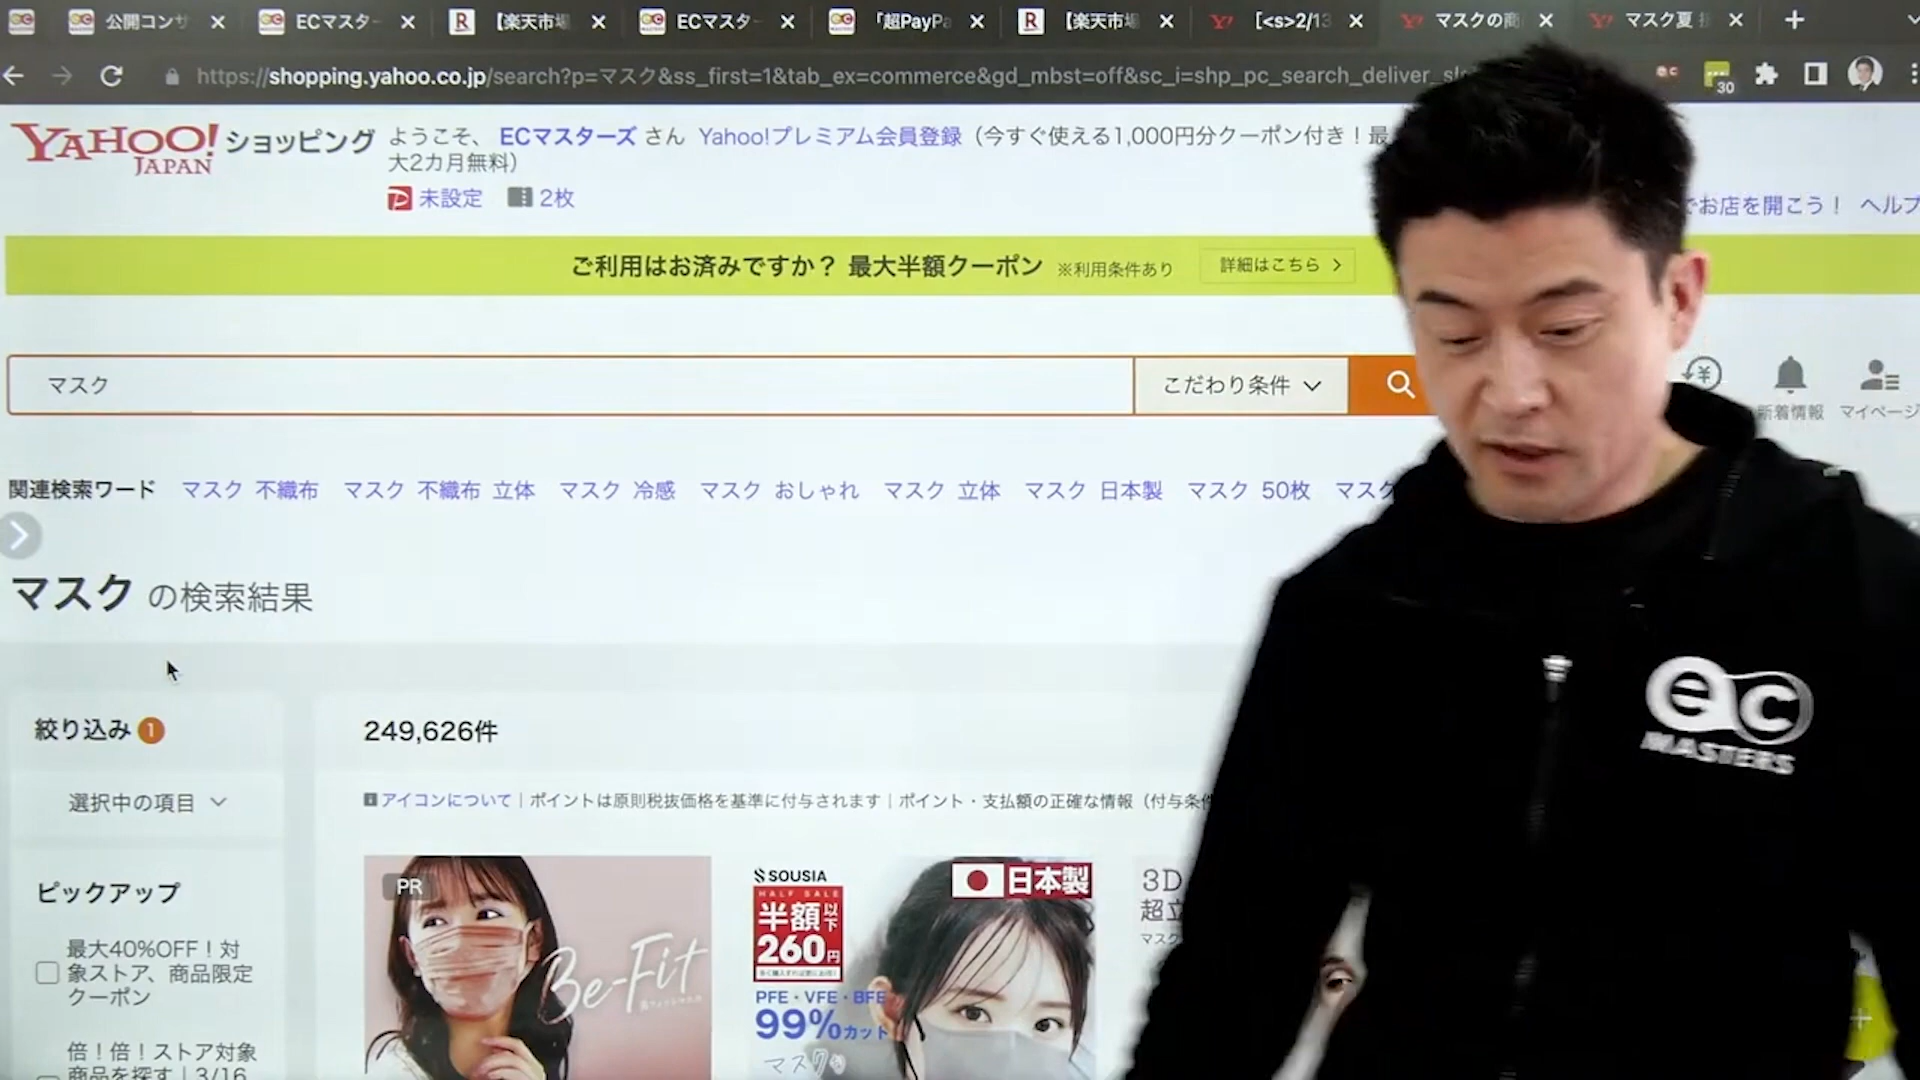 公開コンサ
ECマスター
【楽天市場
ECマスター
「超PayPa
【楽天市場
[<s>2/13
マスクの商
マスク夏
https://shopping.yahoo.co.jp/search?p=マスク&ss_first=1&tab_ex=commerce&gd_mbst=off&sc_i=shp_pc_search_deliver_sl
30
YAHOO! JAPAN ショッピング
ようこそ、 ECマスターズ さん Yahoo!プレミアム会員登録（今すぐ使える1,000円分クーポン付き！最
大2カ月無料）
未設定 2枚
でお店を開こう！ ヘルプ
ご利用はお済みですか？ 最大半額クーポン ※利用条件あり 詳細はこちら
マスク
こだわり条件
新着情報 マイページ
関連検索ワード マスク 不織布 マスク 不織布 立体 マスク 冷感 マスク おしゃれ マスク 立体 マスク 日本製 マスク 50枚 マスク
マスク の検索結果
絞り込み 1
249,626件
選択中の項目
アイコンについて｜ポイントは原則税抜価格を基準に付与されます｜ポイント・支払額の正確な情報（付与条件
ピックアップ
最大40%OFF！対
象ストア、商品限定
クーポン
倍！倍！ストア対象
商品を探す｜3/16
PR
Be-Fit
SOUSIA
HALF SALE
半額以下
260円
PFE・VFE・BFE
99%カット
日本製
3D
超立
マスク
ec
MASTERS